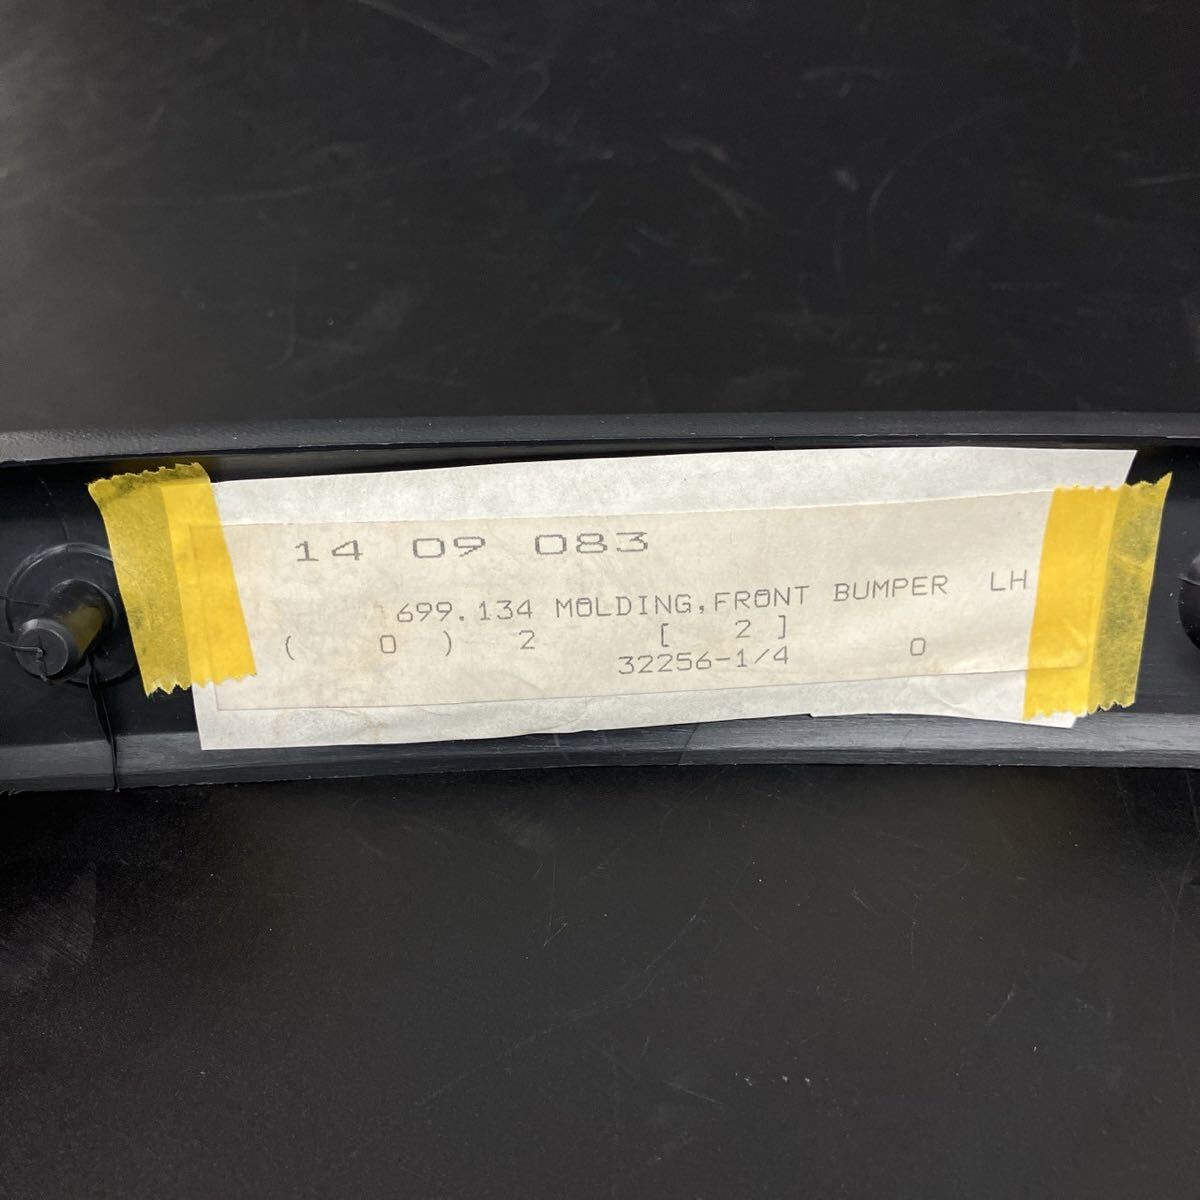 14 09 083
699.134 MOLDING,FRONT BUMPER LH
( 0 ) 2 [ 2 ]
32256-1/4 0